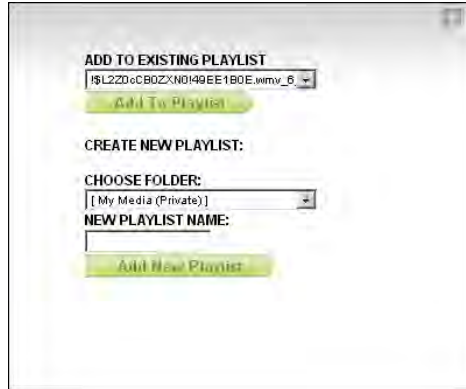 ADD TO EXISTING PLAYLIST
!$L2Z0cCB0ZXN0!49EE1B0E.wmv_6_
Add To Playlist
CREATE NEW PLAYLIST:
CHOOSE FOLDER:
[ My Media (Private) ]
NEW PLAYLIST NAME:
Add New Playlist